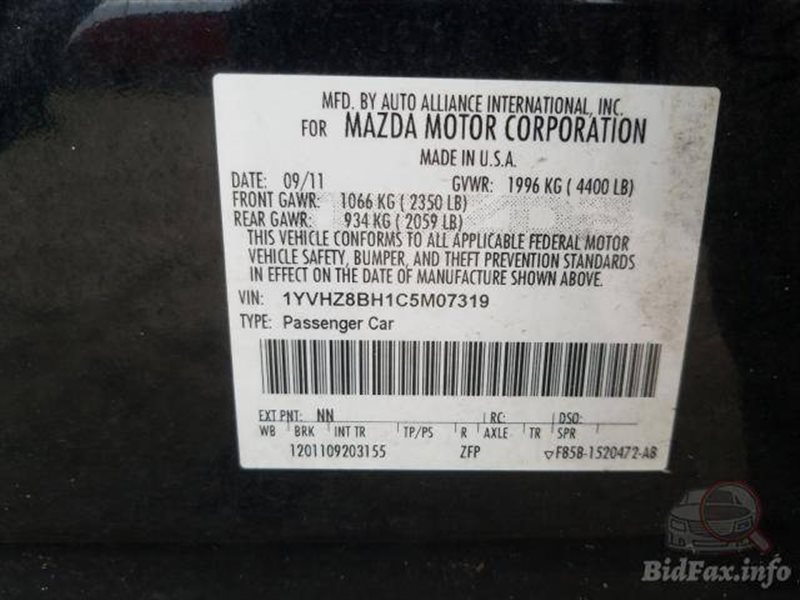 MFD. BY AUTO ALLIANCE INTERNATIONAL, INC.
FOR MAZDA MOTOR CORPORATION
MADE IN U.S.A.
DATE: 09/11 GVWR: 1996 KG ( 4400 LB)
FRONT GAWR: 1066 KG ( 2350 LB)
REAR GAWR: 934 KG ( 2059 LB)
THIS VEHICLE CONFORMS TO ALL APPLICABLE FEDERAL MOTOR
VEHICLE SAFETY, BUMPER, AND THEFT PREVENTION STANDARDS
IN EFFECT ON THE DATE OF MANUFACTURE SHOWN ABOVE.
VIN: 1YVHZ8BH1C5M07319
TYPE: Passenger Car
EXT PNT: NN RC: DSO:
WB BRK INT TR TP/PS R AXLE TR SPR
1201109203155 ZFP ▽F85B-1520472-AB
BidFax.info